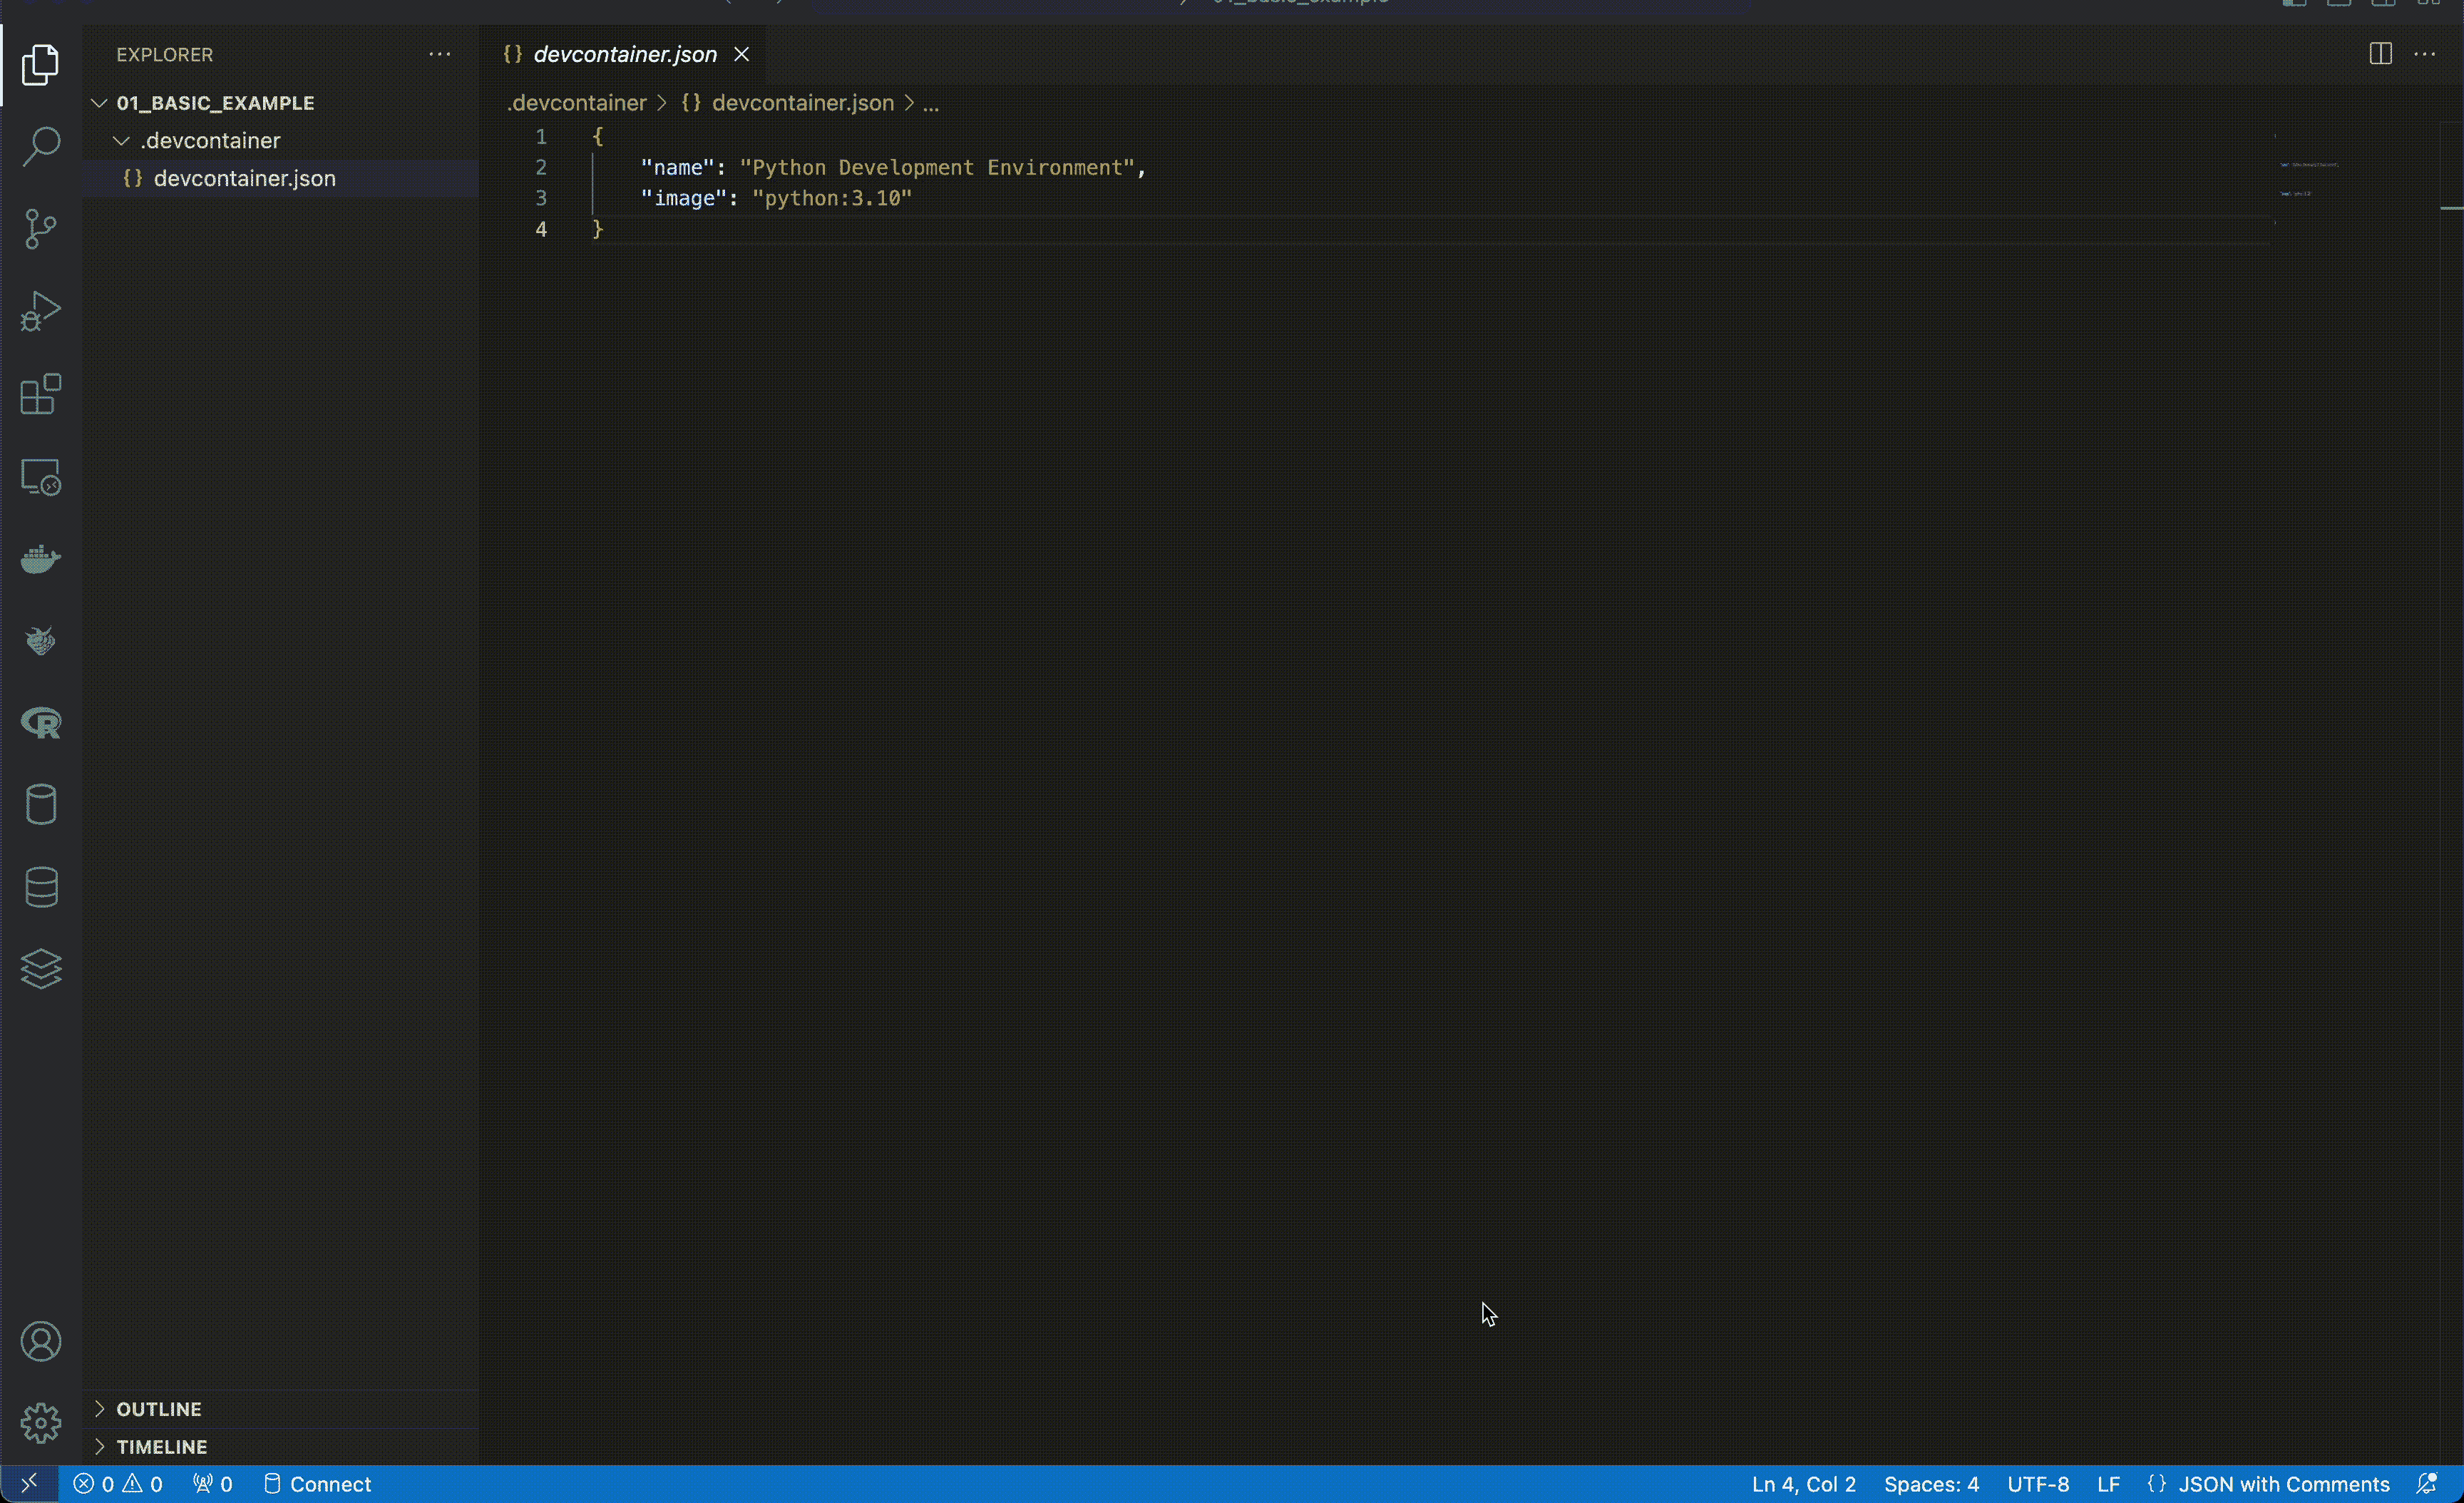 01_basic_example
EXPLORER
devcontainer.json
01_BASIC_EXAMPLE
.devcontainer
devcontainer.json
.devcontainer > {} devcontainer.json > ...
1 {
2 "name": "Python Development Environment",
3 "image": "python:3.10"
4 }
OUTLINE
TIMELINE
0 0 0 Connect
Ln 4, Col 2 Spaces: 4 UTF-8 LF {} JSON with Comments